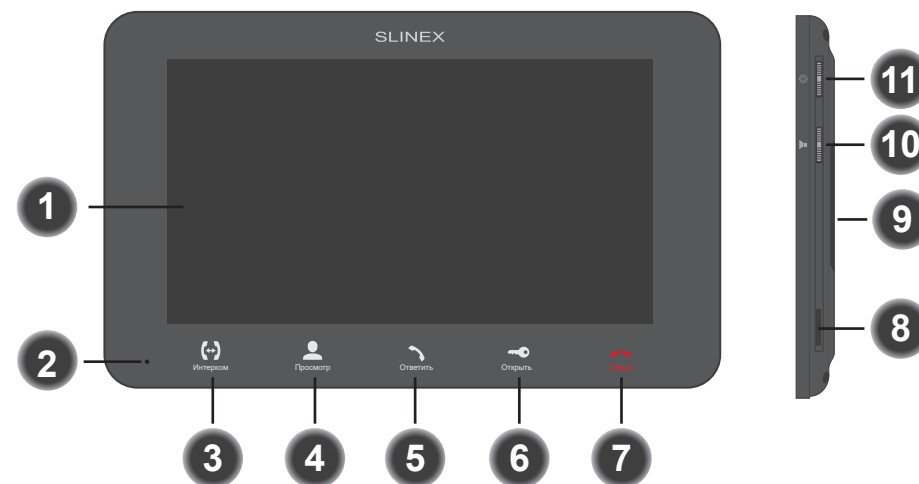 SLINEX
1
2
Интерком
Просмотр
Ответить
Открыть
3
4
5
6
7
11
10
9
8